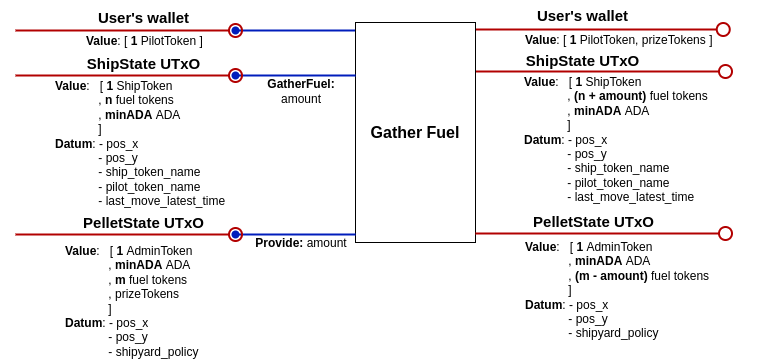 User's wallet
Value: [ 1 PilotToken ]
ShipState UTxO
Value: [ 1 ShipToken
, n fuel tokens
, minADA ADA
]
Datum: - pos_x
- pos_y
- ship_token_name
- pilot_token_name
- last_move_latest_time
GatherFuel:
amount
PelletState UTxO
Provide: amount
Value: [ 1 AdminToken
, minADA ADA
, m fuel tokens
, prizeTokens
]
Datum: - pos_x
- pos_y
- shipyard_policy
Gather Fuel
User's wallet
Value: [ 1 PilotToken, prizeTokens ]
ShipState UTxO
Value: [ 1 ShipToken
, (n + amount) fuel tokens
, minADA ADA
]
Datum: - pos_x
- pos_y
- ship_token_name
- pilot_token_name
- last_move_latest_time
PelletState UTxO
Value: [ 1 AdminToken
, minADA ADA
, (m - amount) fuel tokens
]
Datum: - pos_x
- pos_y
- shipyard_policy